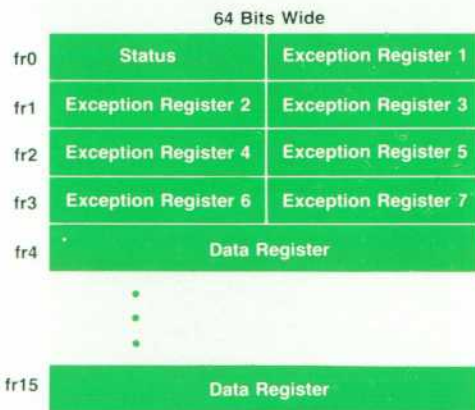 64 Bits Wide
fr0 Status Exception Register 1
fr1 Exception Register 2 Exception Register 3
fr2 Exception Register 4 Exception Register 5
fr3 Exception Register 6 Exception Register 7
fr4 Data Register
fr15 Data Register